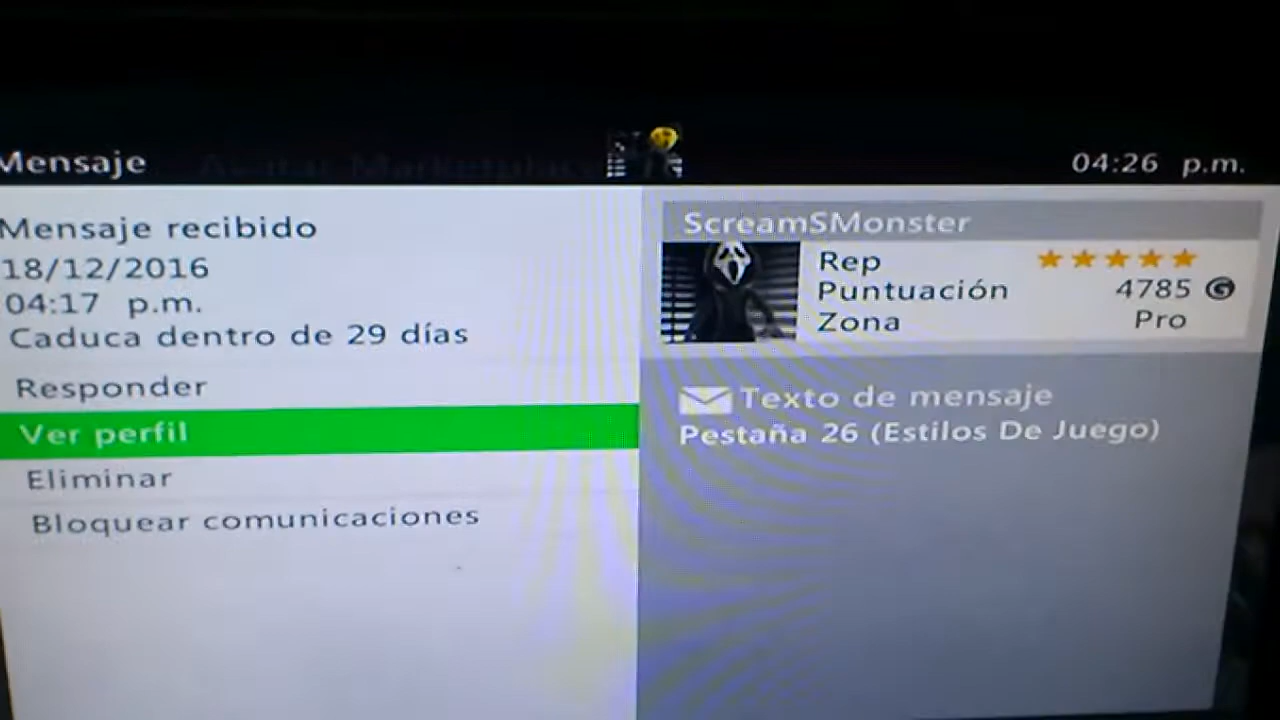 Mensaje
04:26 p.m.
Mensaje recibido
18/12/2016
04:17 p.m.
Caduca dentro de 29 días
Responder
Ver perfil
Eliminar
Bloquear comunicaciones
ScreamSMonster
Rep
Puntuación 4785 G
Zona Pro
Texto de mensaje
Pestaña 26 (Estilos De Juego)